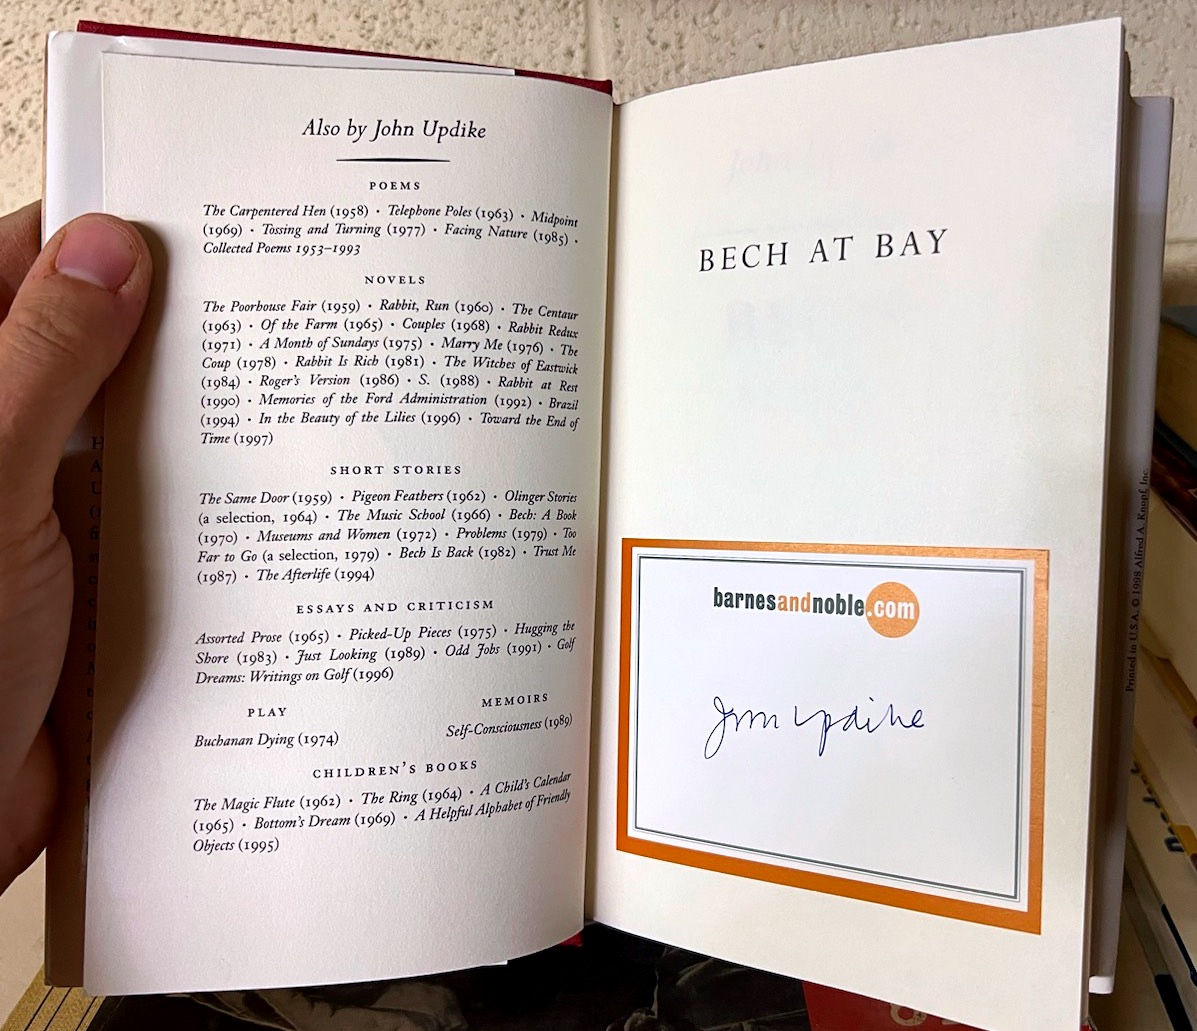 Also by John Updike
POEMS
The Carpentered Hen (1958) · Telephone Poles (1963) · Midpoint
(1969) · Tossing and Turning (1977) · Facing Nature (1985) ·
Collected Poems 1953–1993
NOVELS
The Poorhouse Fair (1959) · Rabbit, Run (1960) · The Centaur
(1963) · Of the Farm (1965) · Couples (1968) · Rabbit Redux
(1971) · A Month of Sundays (1975) · Marry Me (1976) · The
Coup (1978) · Rabbit Is Rich (1981) · The Witches of Eastwick
(1984) · Roger's Version (1986) · S. (1988) · Rabbit at Rest
(1990) · Memories of the Ford Administration (1992) · Brazil
(1994) · In the Beauty of the Lilies (1996) · Toward the End of
Time (1997)
SHORT STORIES
The Same Door (1959) · Pigeon Feathers (1962) · Olinger Stories
(a selection, 1964) · The Music School (1966) · Bech: A Book
(1970) · Museums and Women (1972) · Problems (1979) · Too
Far to Go (a selection, 1979) · Bech Is Back (1982) · Trust Me
(1987) · The Afterlife (1994)
ESSAYS AND CRITICISM
Assorted Prose (1965) · Picked-Up Pieces (1975) · Hugging the
Shore (1983) · Just Looking (1989) · Odd Jobs (1991) · Golf
Dreams: Writings on Golf (1996)
PLAY
Buchanan Dying (1974)
MEMOIRS
Self-Consciousness (1989)
CHILDREN'S BOOKS
The Magic Flute (1962) · The Ring (1964) · A Child's Calendar
(1965) · Bottom's Dream (1969) · A Helpful Alphabet of Friendly
Objects (1995)
BECH AT BAY
barnesandnoble.com
John Updike
Printed in U.S.A. © 1998 Alfred A. Knopf, Inc.